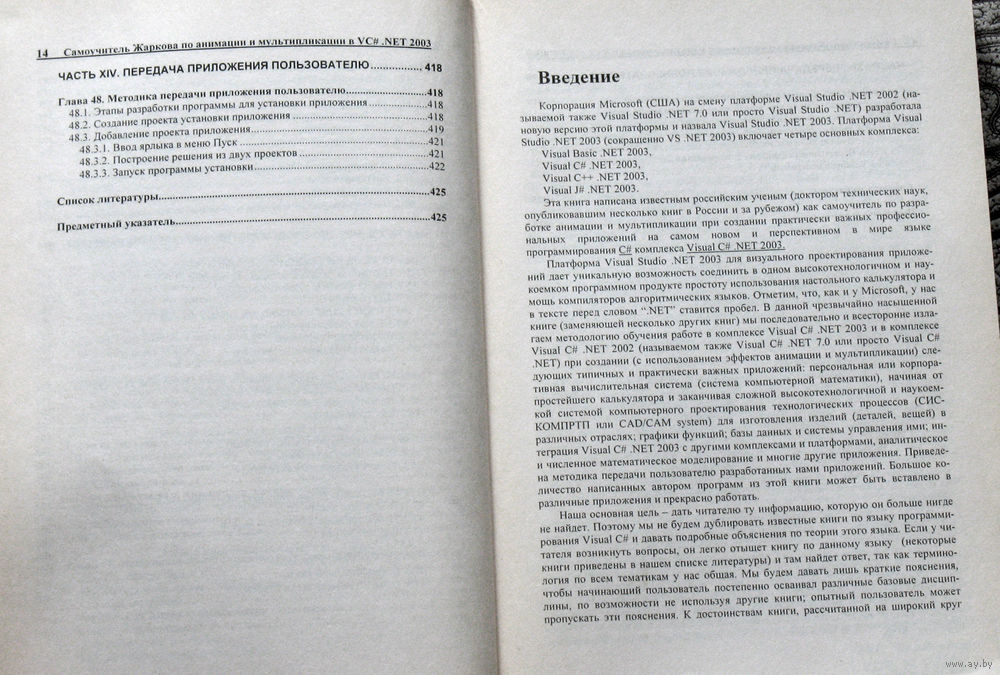 14 Самоучитель Жаркова по анимации и мультипликации в VC# .NET 2003
ЧАСТЬ XIV. ПЕРЕДАЧА ПРИЛОЖЕНИЯ ПОЛЬЗОВАТЕЛЮ................ 418
Глава 48. Методика передачи приложения пользователю........................418
48.1. Этапы разработки программы для установки приложения ..................418
48.2. Создание проекта установки приложения ..........................................418
48.3. Добавление проекта приложения.......................................................419
48.3.1. Ввод ярлыка в меню Пуск ............................................................421
48.3.2. Построение решения из двух проектов ........................................421
48.3.3. Запуск программы установки.......................................................422
Список литературы...................................................................................425
Предметный указатель..............................................................................425
Введение
Корпорация Microsoft (США) на смену платформе Visual Studio .NET 2002 (на-
зываемой также Visual Studio .NET 7.0 или просто Visual Studio .NET) разработала
новую версию этой платформы и назвала Visual Studio .NET 2003. Платформа Visual
Studio .NET 2003 (сокращенно VS .NET 2003) включает четыре основных комплекса:
Visual Basic .NET 2003,
Visual C# .NET 2003,
Visual C++ .NET 2003,
Visual J# .NET 2003.
Эта книга написана известным российским ученым (доктором технических наук,
опубликовавшим несколько книг в России и за рубежом) как самоучитель по разра-
ботке анимации и мультипликации при создании практически важных профессио-
нальных приложений на самом новом и перспективном в мире языке
программирования C# комплекса Visual C# .NET 2003.
Платформа Visual Studio .NET 2003 для визуального проектирования приложе-
ний дает уникальную возможность соединить в одном высокотехнологичном и нау-
коемком программном продукте простоту использования настольного калькулятора и
мощь компиляторов алгоритмических языков. Отметим, что, как и у Microsoft, у нас
в тексте перед словом “.NET” ставится пробел. В данной чрезвычайно насыщенной
книге (заменяющей несколько других книг) мы последовательно и всесторонне изла-
гаем методологию обучения работе в комплексе Visual C# .NET 2003 и в комплексе
Visual C# .NET 2002 (называемом также Visual C# .NET 7.0 или просто Visual C#
.NET) при создании (с использованием эффектов анимации и мультипликации) сле-
дующих типичных и практически важных приложений: персональная или корпора-
тивная вычислительная система (система компьютерной математики), начиная от
простейшего калькулятора и заканчивая сложной высокотехнологичной и наукоем-
кой системой компьютерного проектирования технологических процессов (СИС-
КОМПРТП или CAD/CAM system) для изготовления изделий (деталей, вещей) в
различных отраслях; графики функций; базы данных и системы управления ими; ин-
теграция Visual C# .NET 2003 с другими комплексами и платформами, аналитическое
и численное математическое моделирование и многие другие приложения. Приведе-
на методика передачи пользователю разработанных нами приложений. Большое ко-
личество написанных автором программ из этой книги может быть вставлено в
различные приложения и прекрасно работать.
Наша основная цель – дать читателю ту информацию, которую он больше нигде
не найдет. Поэтому мы не будем дублировать известные книги по языку программи-
рования Visual C# и давать подробные объяснения по теории этого языка. Если у чи-
тателя возникнуть вопросы, он легко отыщет книгу по данному языку (некоторые
книги приведены в нашем списке литературы) и там найдет ответ, так как термино-
логия по всем тематикам у нас общая. Мы будем давать лишь краткие пояснения,
чтобы начинающий пользователь постепенно осваивал различные базовые дисцип-
лины, по возможности не используя другие книги; опытный пользователь может
пропускать эти пояснения. К достоинствам книги, рассчитанной на широкий круг
www.ay.by